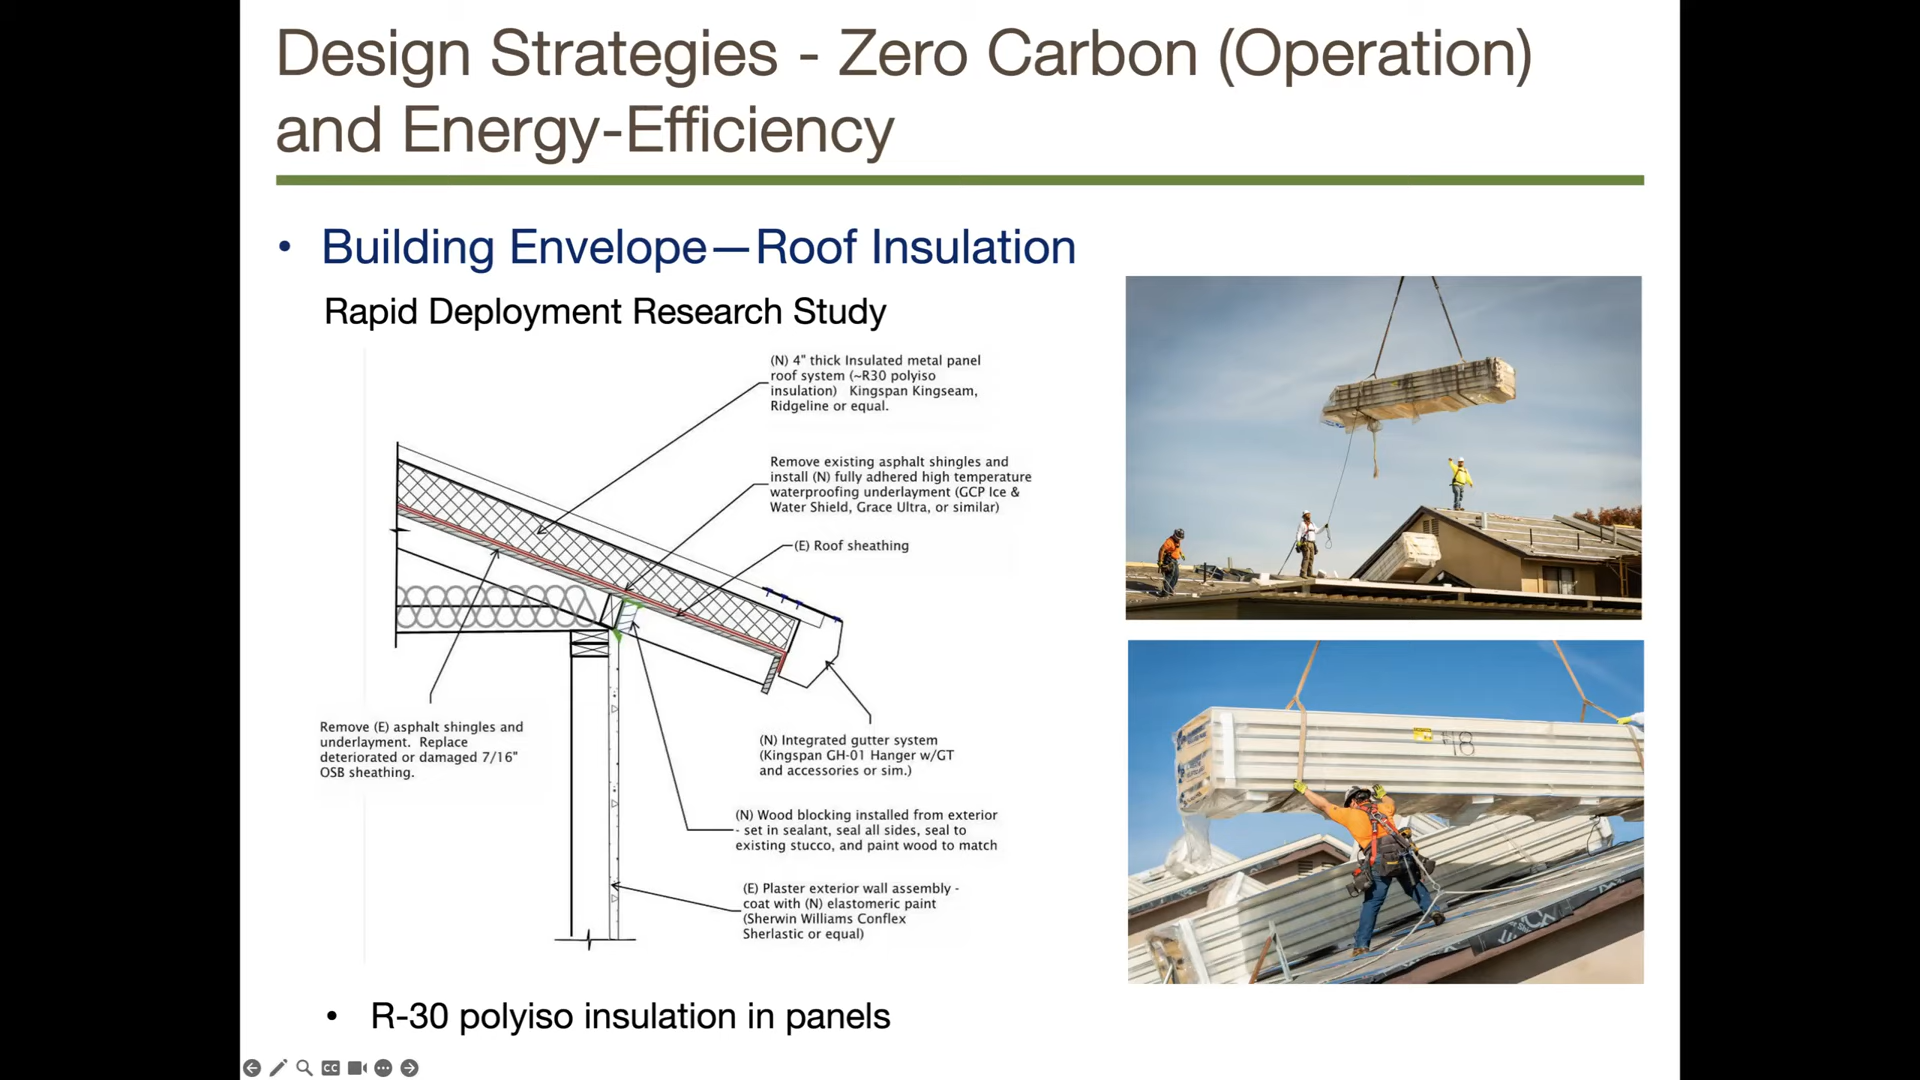 Design Strategies - Zero Carbon (Operation)
and Energy-Efficiency
• Building Envelope—Roof Insulation
Rapid Deployment Research Study
(N) 4" thick Insulated metal panel
roof system (~R30 polyiso
insulation) Kingspan Kingseam,
Ridgeline or equal.
Remove existing asphalt shingles and
install (N) fully adhered high temperature
waterproofing underlayment (GCP Ice &
Water Shield, Grace Ultra, or similar)
(E) Roof sheathing
Remove (E) asphalt shingles and
underlayment. Replace
deteriorated or damaged 7/16"
OSB sheathing.
(N) Integrated gutter system
(Kingspan GH-01 Hanger w/GT
and accessories or sim.)
(N) Wood blocking installed from exterior
- set in sealant, seal all sides, seal to
existing stucco, and paint wood to match
(E) Plaster exterior wall assembly -
coat with (N) elastomeric paint
(Sherwin Williams Conflex
Sherlastic or equal)
48
• R-30 polyiso insulation in panels
CC